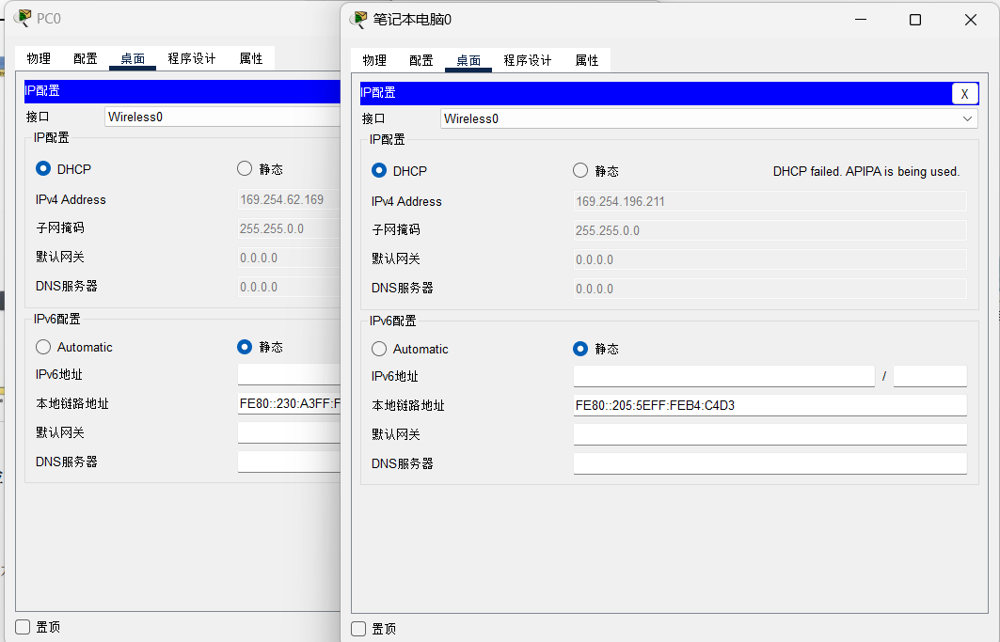 PC0
物理 配置 桌面 程序设计 属性
IP配置
接口 Wireless0
IP配置
DHCP 静态
IPv4 Address 169.254.62.169
子网掩码 255.255.0.0
默认网关 0.0.0.0
DNS服务器 0.0.0.0
IPv6配置
Automatic 静态
IPv6地址
本地链路地址 FE80::230:A3FF:F
默认网关
DNS服务器
置顶
笔记本电脑0
物理 配置 桌面 程序设计 属性
IP配置 X
接口 Wireless0
IP配置
DHCP 静态 DHCP failed. APIPA is being used.
IPv4 Address 169.254.196.211
子网掩码 255.255.0.0
默认网关 0.0.0.0
DNS服务器 0.0.0.0
IPv6配置
Automatic 静态
IPv6地址 /
本地链路地址 FE80::205:5EFF:FEB4:C4D3
默认网关
DNS服务器
置顶